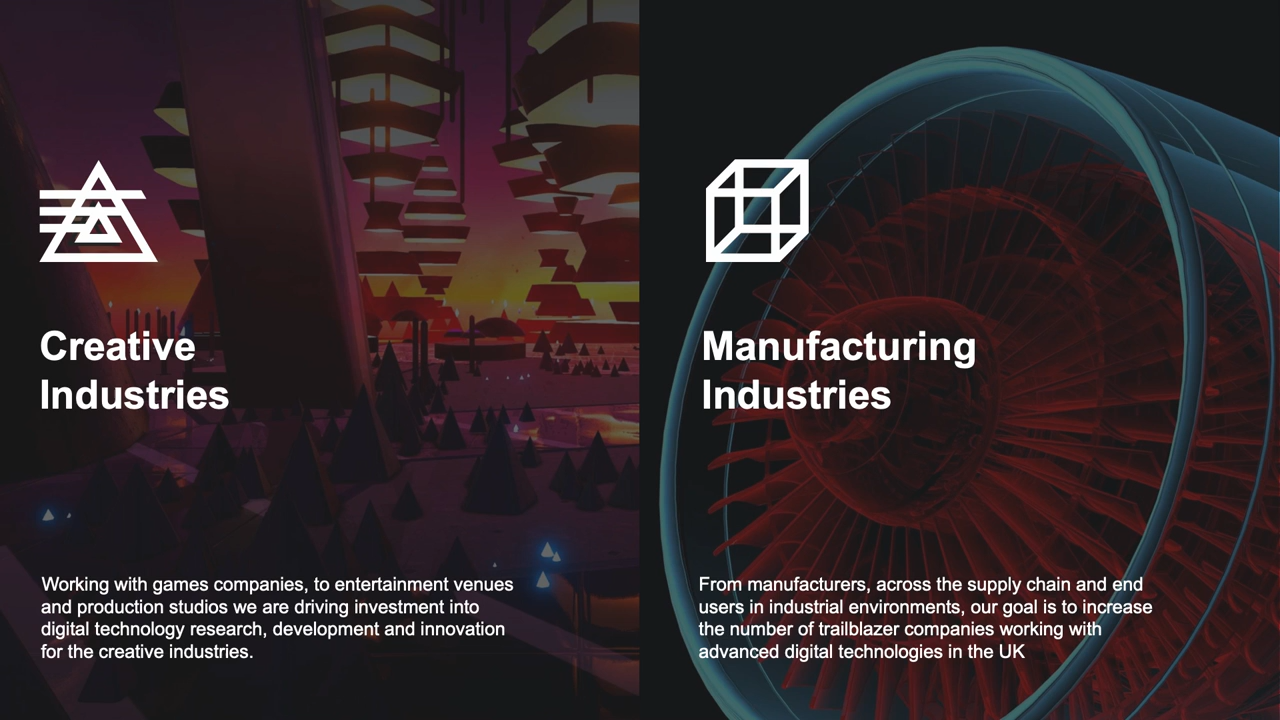 Creative
Industries
Working with games companies, to entertainment venues
and production studios we are driving investment into
digital technology research, development and innovation
for the creative industries.
Manufacturing
Industries
From manufacturers, across the supply chain and end
users in industrial environments, our goal is to increase
the number of trailblazer companies working with
advanced digital technologies in the UK